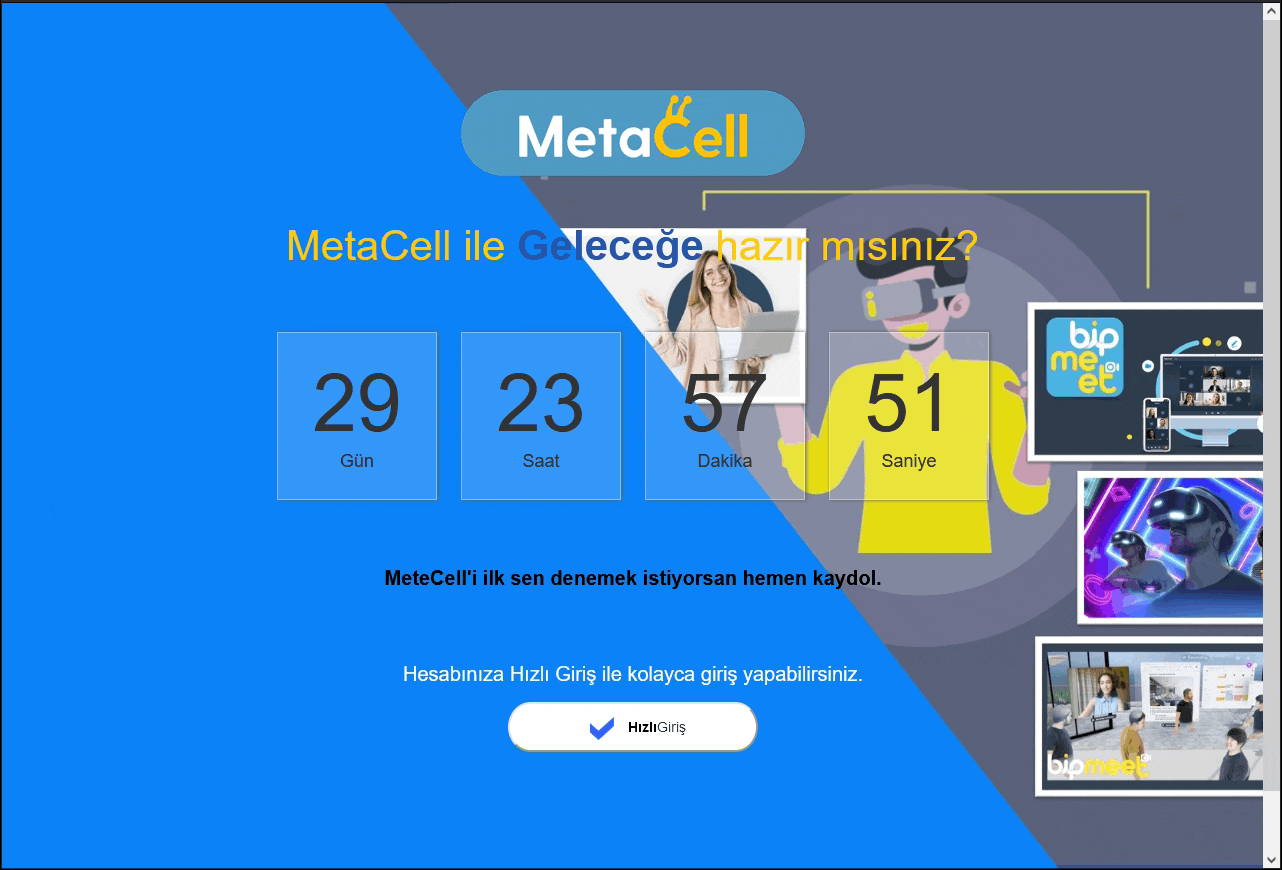 MetaCell
MetaCell ile Geleceğe hazır mısınız?
29 23 57 51
Gün Saat Dakika Saniye
bip
meet
MeteCell'i ilk sen denemek istiyorsan hemen kaydol.
Hesabınıza Hızlı Giriş ile kolayca giriş yapabilirsiniz.
HızlıGiriş
bipmeet